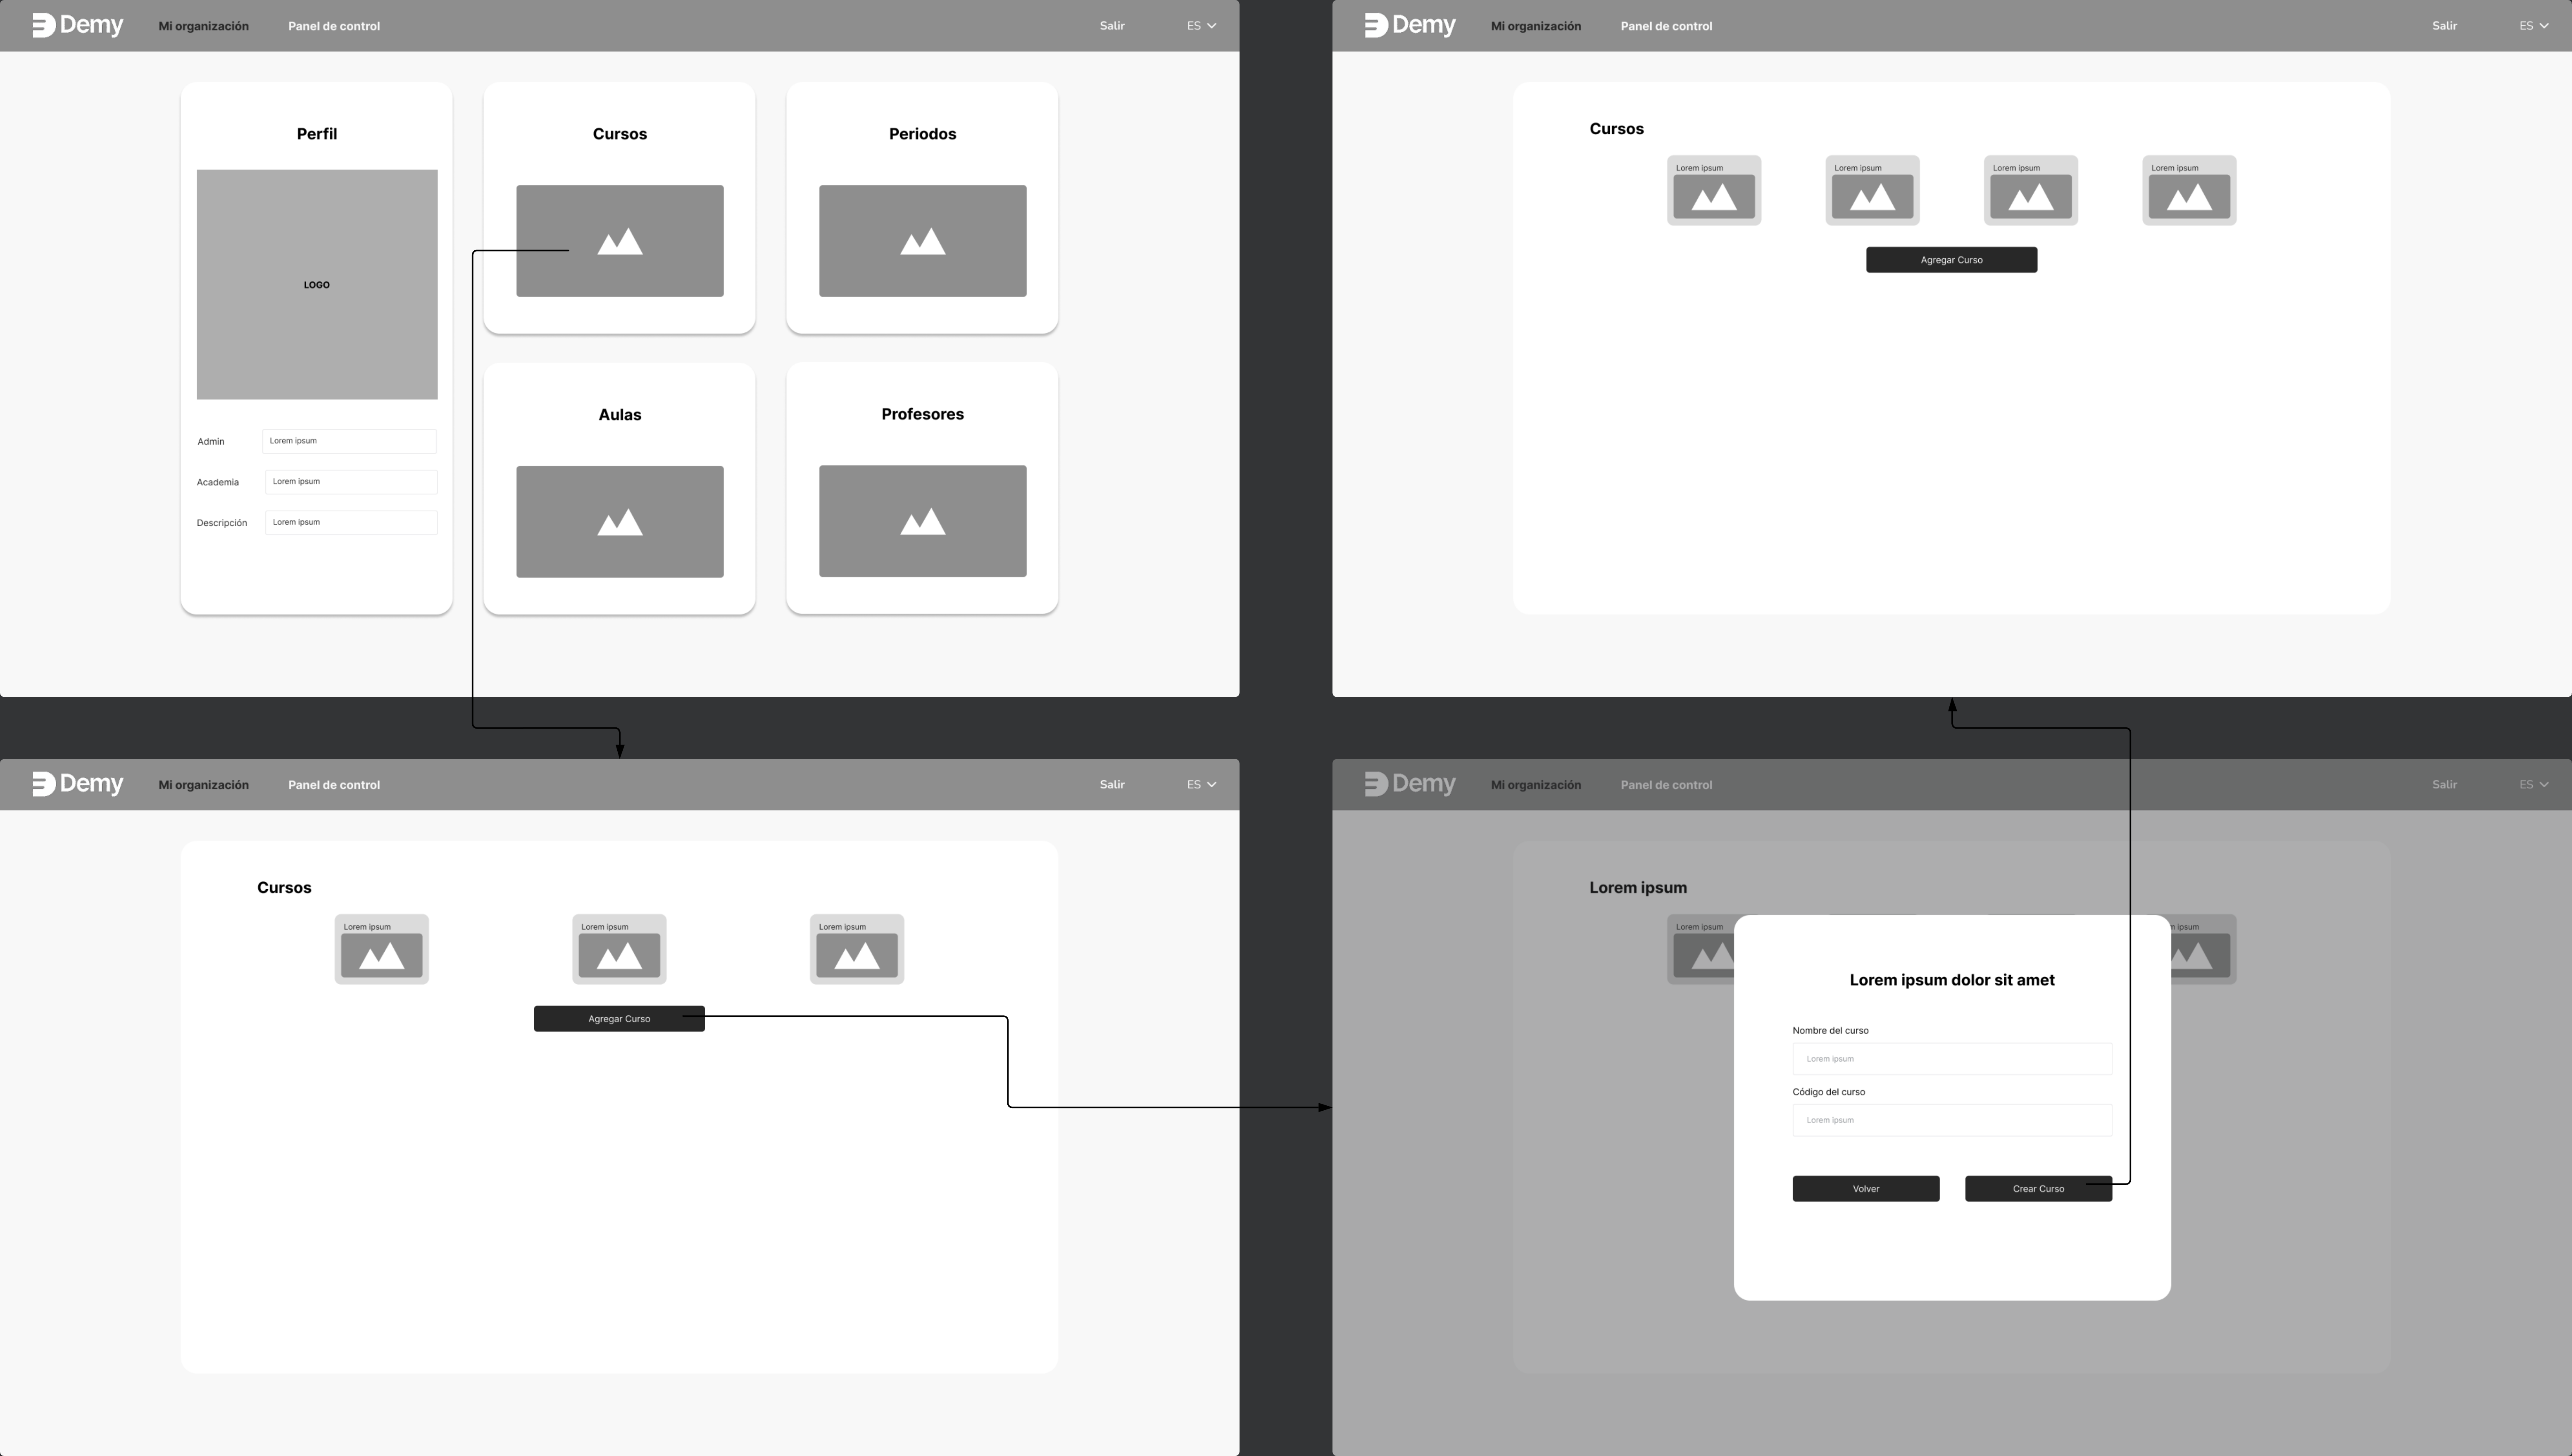 Demy Mi organización Panel de control Salir ES
Perfil
LOGO
Admin Lorem ipsum
Academia Lorem ipsum
Descripción Lorem ipsum
Cursos
Periodos
Aulas
Profesores
Demy Mi organización Panel de control Salir ES
Cursos
Lorem ipsum Lorem ipsum Lorem ipsum Lorem ipsum
Agregar Curso
Demy Mi organización Panel de control Salir ES
Cursos
Lorem ipsum Lorem ipsum Lorem ipsum
Agregar Curso
Demy Mi organización Panel de control Salir ES
Lorem ipsum
Lorem ipsum ipsum
Lorem ipsum dolor sit amet
Nombre del curso
Lorem ipsum
Código del curso
Lorem ipsum
Volver Crear Curso